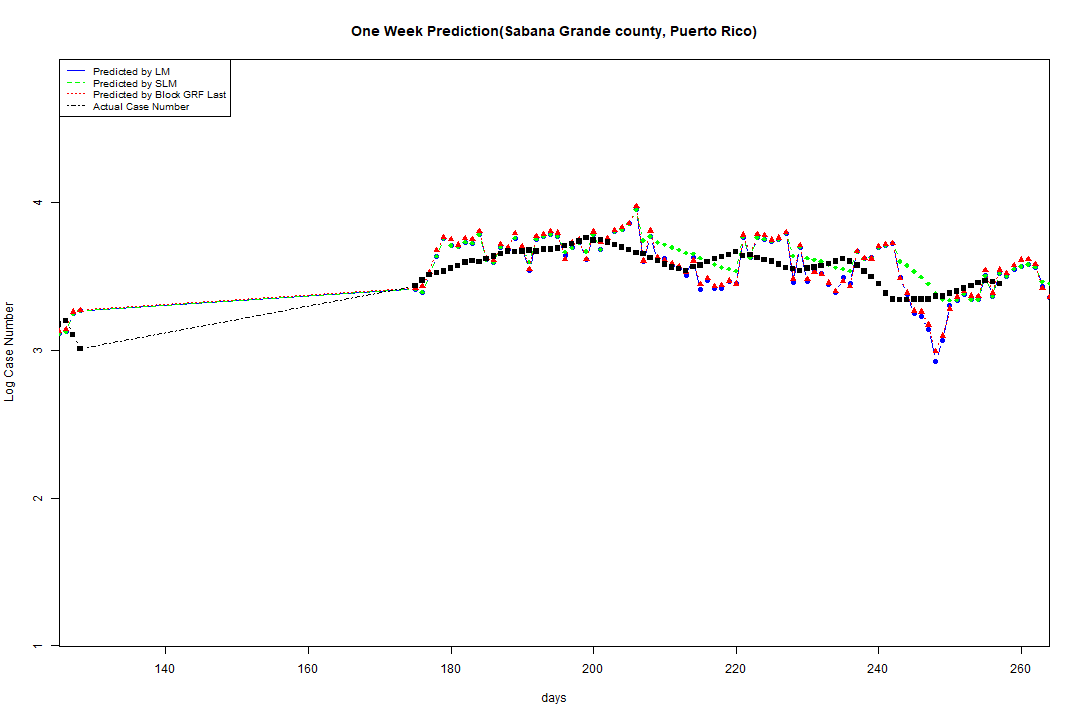 One Week Prediction(Sabana Grande county, Puerto Rico)
Predicted by LM
Predicted by SLM
Predicted by Block GRF Last
Actual Case Number
4
3
2
1
Log Case Number
140 160 180 200 220 240 260
days